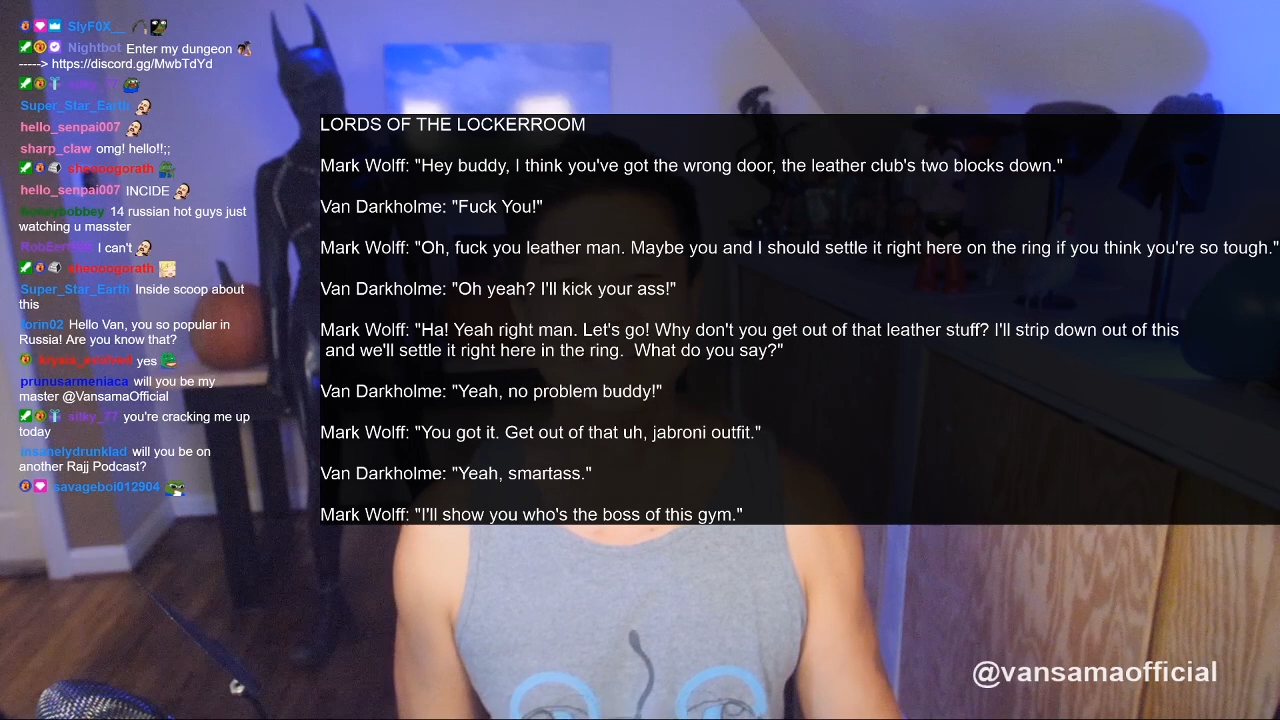 SlyF0X__
Nightbot Enter my dungeon
-----> https://discord.gg/MwbTdYd
silky_77
Super_Star_Earth
hello_senpai007
sharp_claw omg! hello!!;;
sheooogorath
hello_senpai007 INCIDE
14 russian hot guys just
watching u masster
I can't
sheooogorath
Super_Star_Earth Inside scoop about
this
lorin02 Hello Van, you so popular in
Russia! Are you know that?
yes
prunusarmeniaca will you be my
master @VansamaOfficial
silky_77 you're cracking me up
today
insanelydrunklad will you be on
another Rajj Podcast?
savageboi012904
LORDS OF THE LOCKERROOM
Mark Wolff: "Hey buddy, I think you've got the wrong door, the leather club's two blocks down."
Van Darkholme: "Fuck You!"
Mark Wolff: "Oh, fuck you leather man. Maybe you and I should settle it right here on the ring if you think you're so tough."
Van Darkholme: "Oh yeah? I'll kick your ass!"
Mark Wolff: "Ha! Yeah right man. Let's go! Why don't you get out of that leather stuff? I'll strip down out of this
and we'll settle it right here in the ring. What do you say?"
Van Darkholme: "Yeah, no problem buddy!"
Mark Wolff: "You got it. Get out of that uh, jabroni outfit."
Van Darkholme: "Yeah, smartass."
Mark Wolff: "I'll show you who's the boss of this gym."
@vansamaofficial